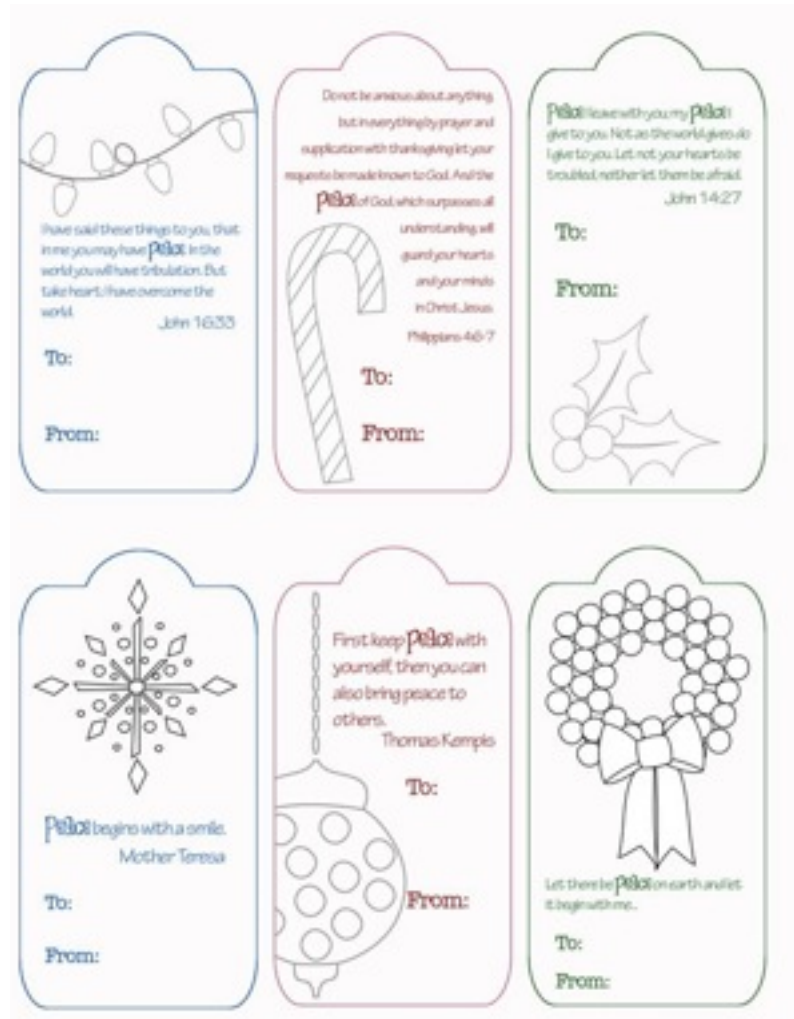 I have said these things to you, that
in me you may have peace. In the
world you will have tribulation. But
take heart; I have overcome the
world.
John 16:33
To:
From:
Do not be anxious about anything,
but in everything by prayer and
supplication with thanksgiving let your
requests be made known to God. And the
peace of God, which surpasses all
understanding, will
guard your hearts
and your minds
in Christ Jesus.
Philippians 4:6-7
To:
From:
Peace I leave with you; my peace I
give to you. Not as the world gives do
I give to you. Let not your hearts be
troubled, neither let them be afraid.
John 14:27
To:
From:
Peace begins with a smile.
Mother Teresa
To:
From:
First keep peace with
yourself, then you can
also bring peace to
others.
Thomas Kempis
To:
From:
Let there be peace on earth and let
it begin with me...
To:
From: